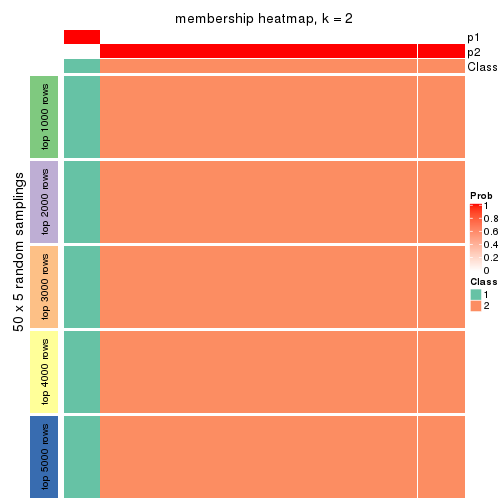 membership heatmap, k = 2
p1
p2
Class
50 x 5 random samplings
top 1000 rows
top 2000 rows
top 3000 rows
top 4000 rows
top 5000 rows
Prob
1
0.8
0.6
0.4
0.2
0
Class
1
2